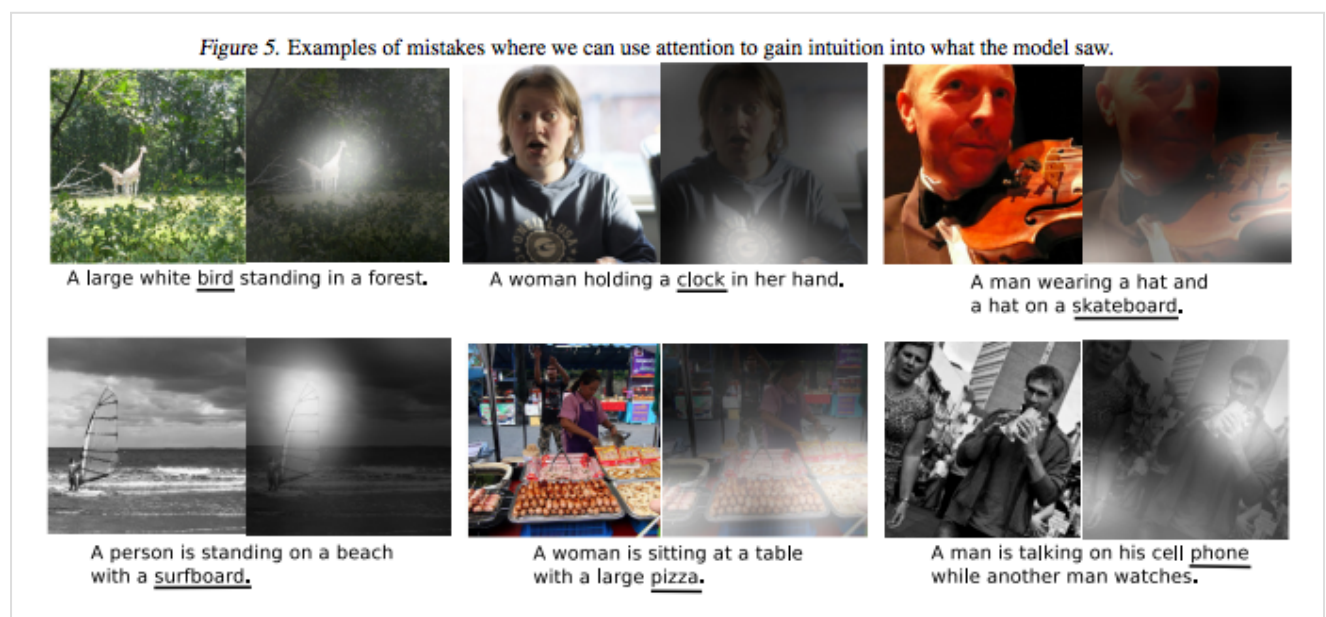 Figure 5. Examples of mistakes where we can use attention to gain intuition into what the model saw.
A large white bird standing in a forest.
A woman holding a clock in her hand.
A man wearing a hat and
a hat on a skateboard.
A person is standing on a beach
with a surfboard.
A woman is sitting at a table
with a large pizza.
A man is talking on his cell phone
while another man watches.